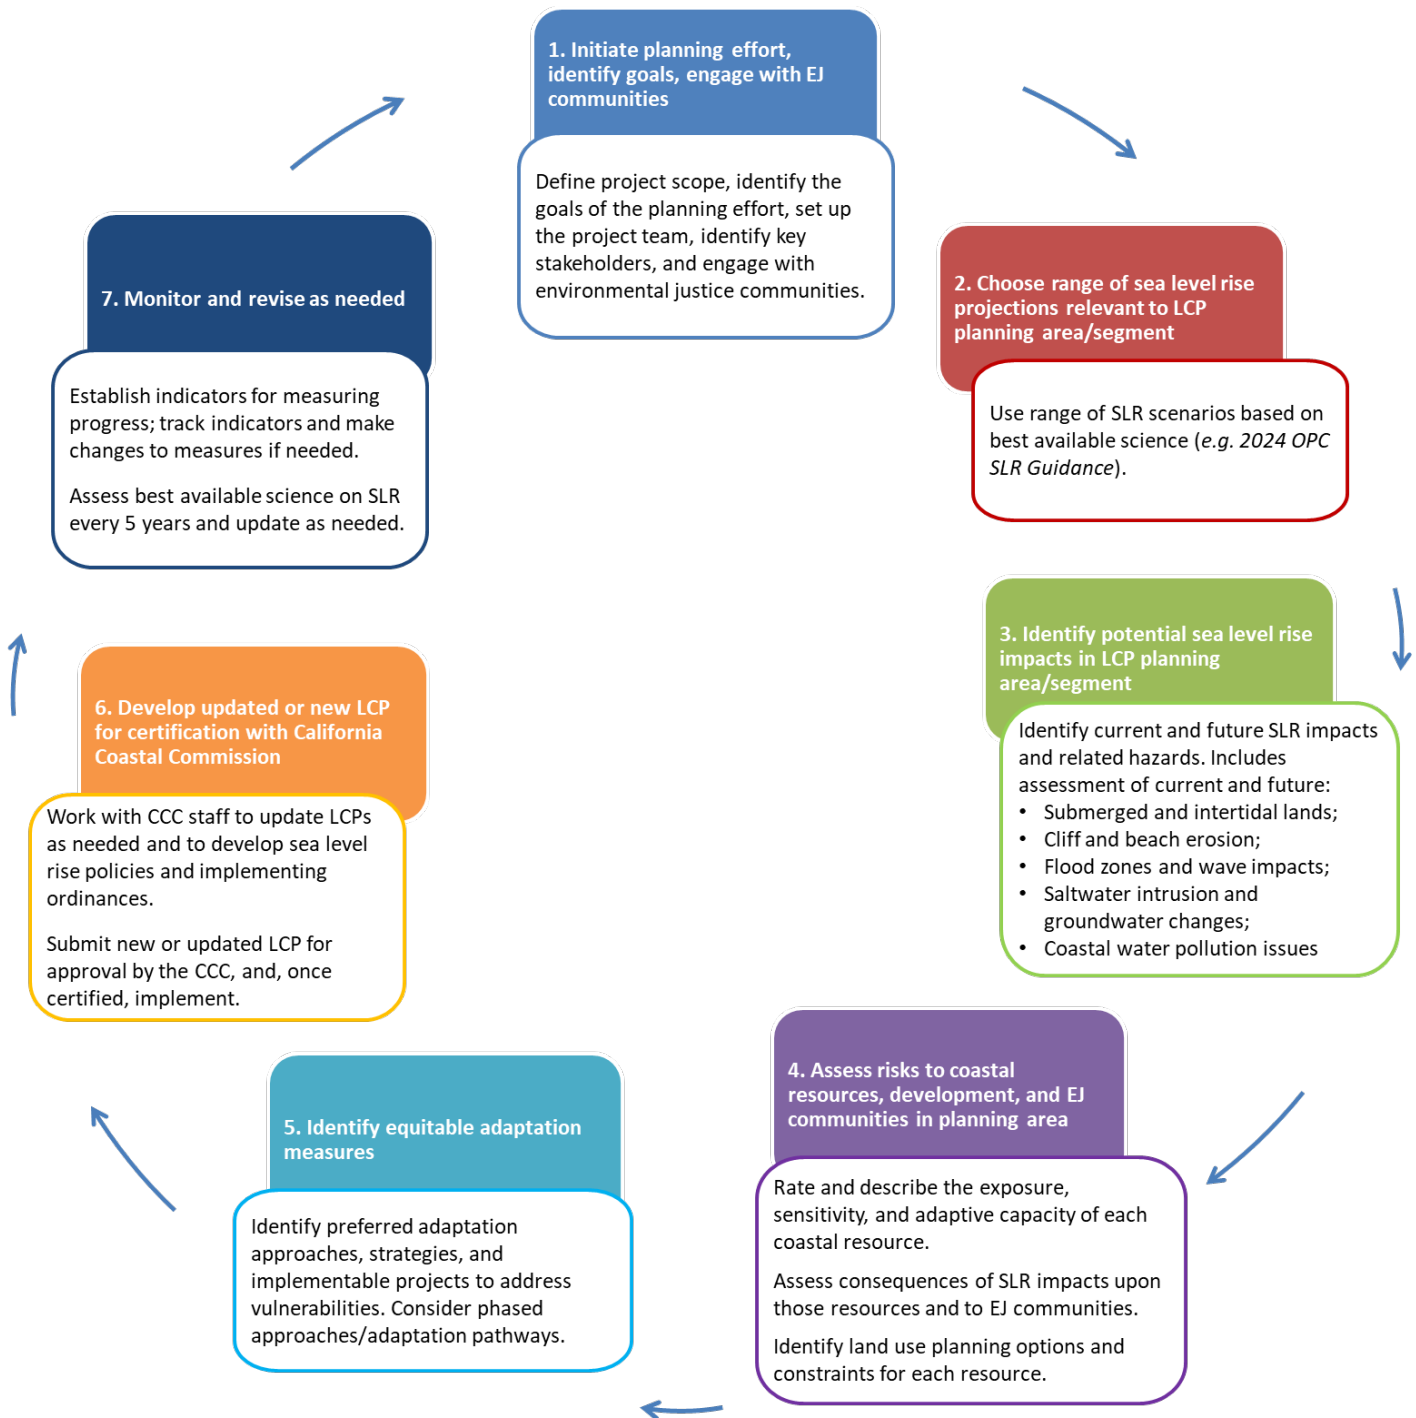 1. Initiate planning effort,
identify goals, engage with EJ
communities
Define project scope, identify the
goals of the planning effort, set up
the project team, identify key
stakeholders, and engage with
environmental justice communities.
2. Choose range of sea level rise
projections relevant to LCP
planning area/segment
Use range of SLR scenarios based on
best available science (e.g. 2024 OPC
SLR Guidance).
3. Identify potential sea level rise
impacts in LCP planning
area/segment
Identify current and future SLR impacts
and related hazards. Includes
assessment of current and future:
• Submerged and intertidal lands;
• Cliff and beach erosion;
• Flood zones and wave impacts;
• Saltwater intrusion and
groundwater changes;
• Coastal water pollution issues
4. Assess risks to coastal
resources, development, and EJ
communities in planning area
Rate and describe the exposure,
sensitivity, and adaptive capacity of each
coastal resource.
Assess consequences of SLR impacts upon
those resources and to EJ communities.
Identify land use planning options and
constraints for each resource.
5. Identify equitable adaptation
measures
Identify preferred adaptation
approaches, strategies, and
implementable projects to address
vulnerabilities. Consider phased
approaches/adaptation pathways.
6. Develop updated or new LCP
for certification with California
Coastal Commission
Work with CCC staff to update LCPs
as needed and to develop sea level
rise policies and implementing
ordinances.
Submit new or updated LCP for
approval by the CCC, and, once
certified, implement.
7. Monitor and revise as needed
Establish indicators for measuring
progress; track indicators and make
changes to measures if needed.
Assess best available science on SLR
every 5 years and update as needed.